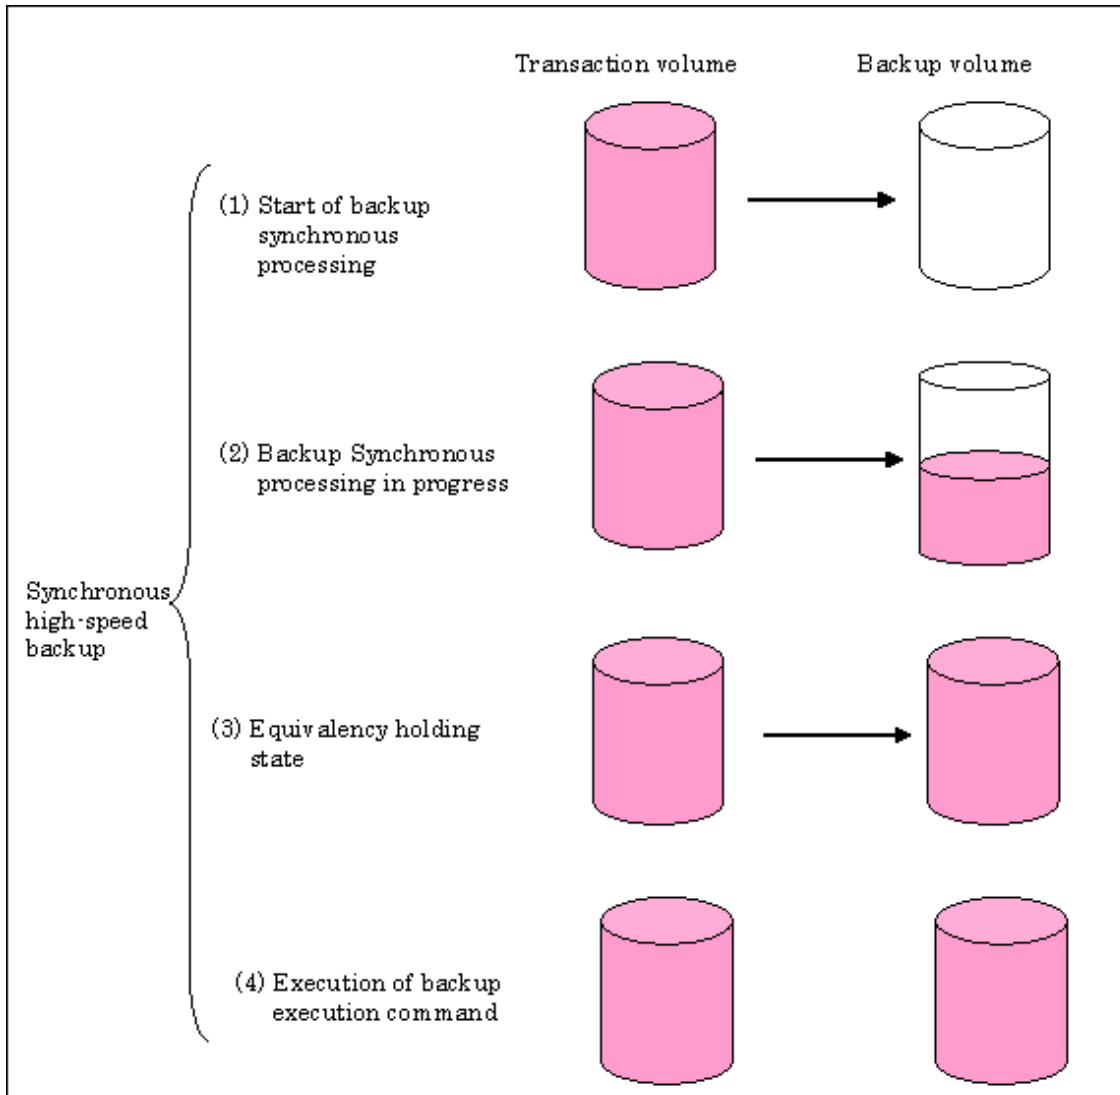 Transaction volume
Backup volume
(1) Start of backup
synchronous
processing
(2) Backup Synchronous
processing in progress
Synchronous
high-speed
backup
(3) Equivalency holding
state
(4) Execution of backup
execution command